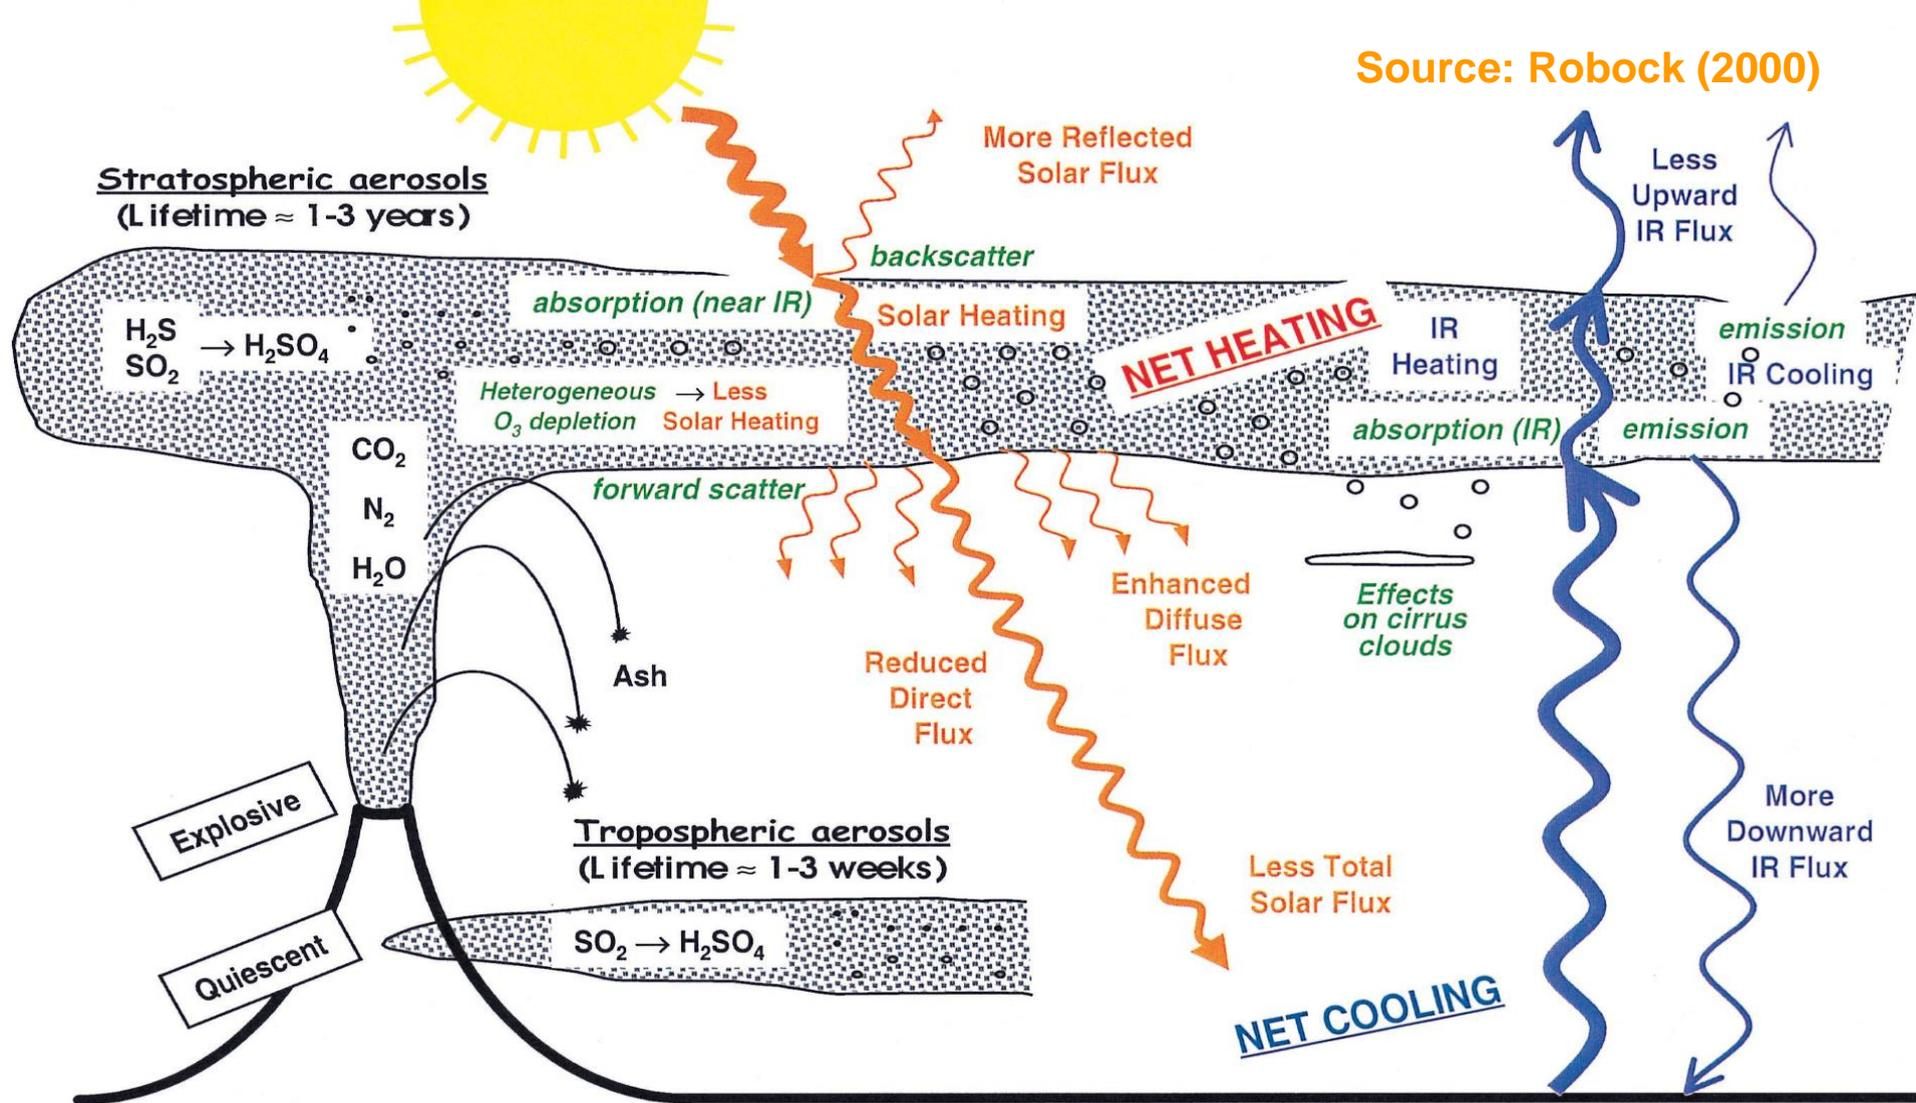 Source: Robock (2000)
More Reflected
Solar Flux
Less
Upward
IR Flux
Stratospheric aerosols
(Lifetime ≈ 1-3 years)
backscatter
absorption (near IR)
Solar Heating
NET HEATING
IR
Heating
emission
IR Cooling
H₂S
SO₂
→ H₂SO₄
Heterogeneous → Less
O₃ depletion Solar Heating
absorption (IR)
emission
CO₂
N₂
H₂O
forward scatter
Enhanced
Diffuse
Flux
Effects
on cirrus
clouds
Reduced
Direct
Flux
Ash
Explosive
Tropospheric aerosols
(Lifetime ≈ 1-3 weeks)
More
Downward
IR Flux
Less Total
Solar Flux
Quiescent
SO₂ → H₂SO₄
NET COOLING